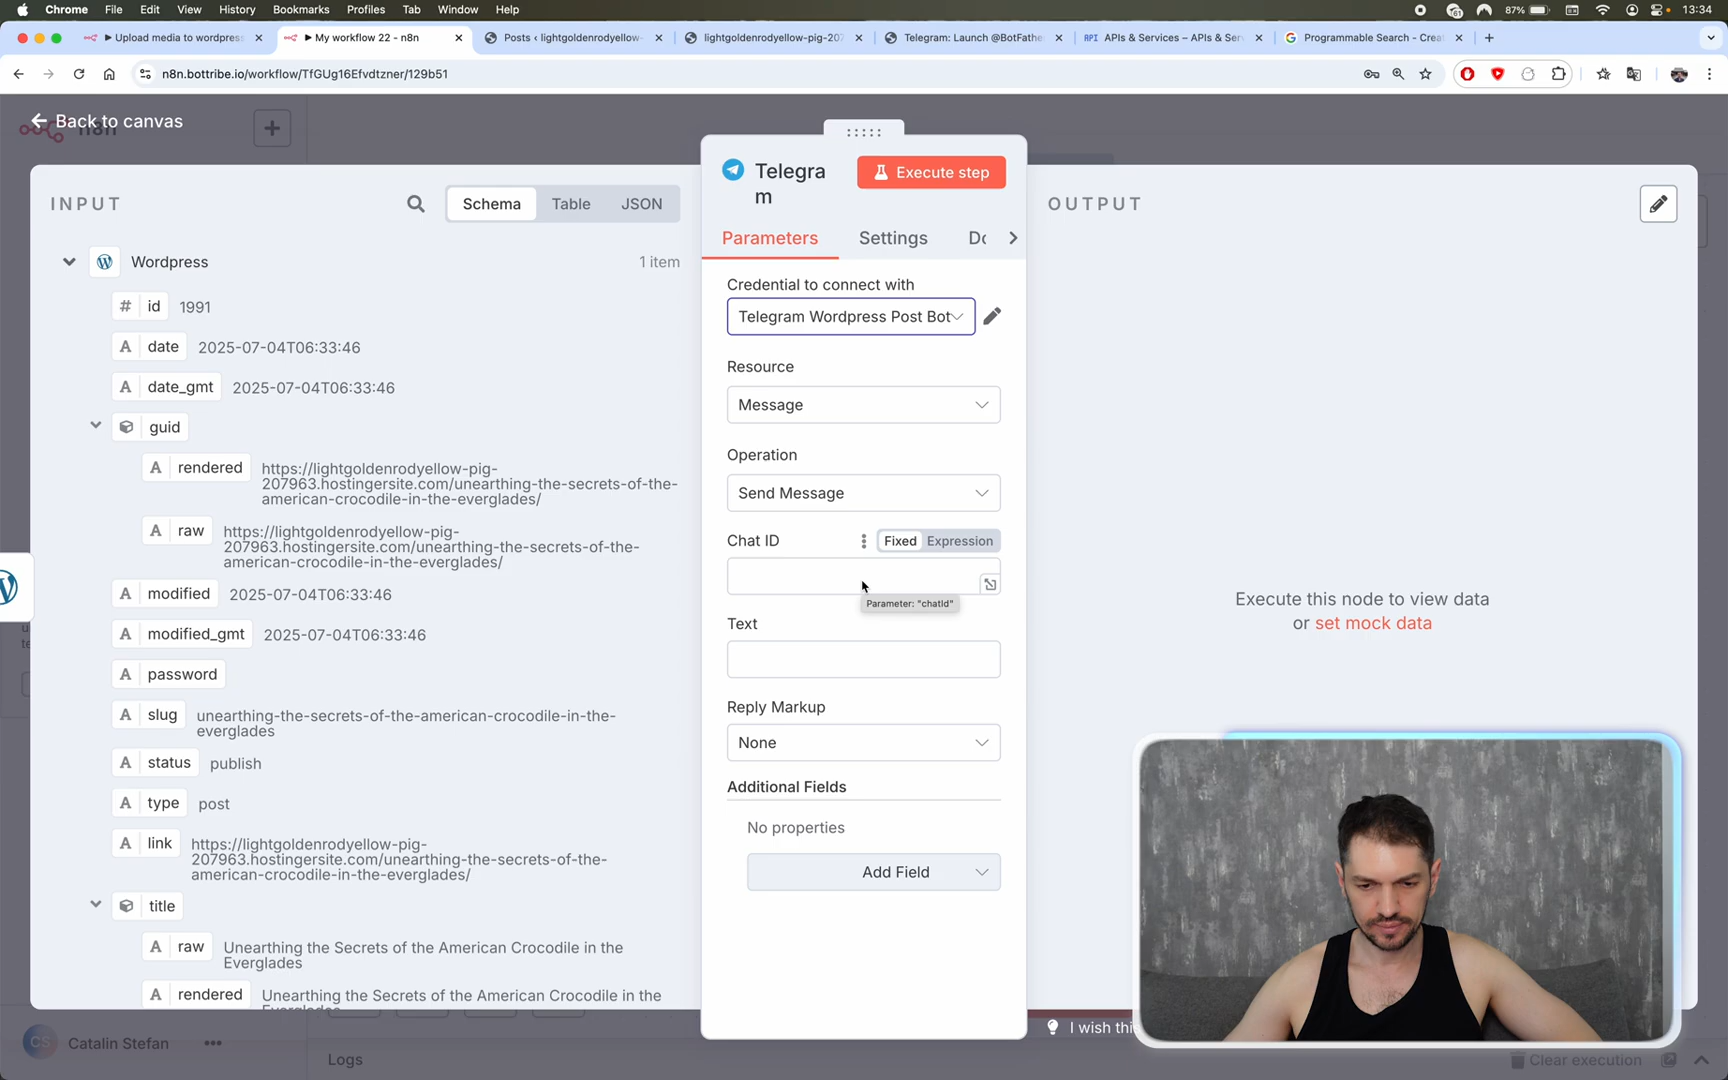 Chrome File Edit View History Bookmarks Profiles Tab Window Help
61 87% 13:34
Upload media to wordpress
My workflow 22 - n8n
Posts ‹ lightgoldenrodyellow-
lightgoldenrodyellow-pig-207
Telegram: Launch @BotFathe
API APIs & Services – APIs & Ser
Programmable Search - Crea
n8n.bottribe.io/workflow/TfGUg16Efvdtzner/129b51
Back to canvas
n8n
INPUT
Schema Table JSON
Wordpress 1 item
# id 1991
A date 2025-07-04T06:33:46
A date_gmt 2025-07-04T06:33:46
guid
A rendered https://lightgoldenrodyellow-pig-
207963.hostingersite.com/unearthing-the-secrets-of-the-
american-crocodile-in-the-everglades/
A raw https://lightgoldenrodyellow-pig-
207963.hostingersite.com/unearthing-the-secrets-of-the-
american-crocodile-in-the-everglades/
A modified 2025-07-04T06:33:46
A modified_gmt 2025-07-04T06:33:46
A password
A slug unearthing-the-secrets-of-the-american-crocodile-in-the-
everglades
A status publish
A type post
A link https://lightgoldenrodyellow-pig-
207963.hostingersite.com/unearthing-the-secrets-of-the-
american-crocodile-in-the-everglades/
title
A raw Unearthing the Secrets of the American Crocodile in the
Everglades
A rendered Unearthing the Secrets of the American Crocodile in the
Everglades
Telegra
m
Execute step
Parameters Settings Do
Credential to connect with
Telegram Wordpress Post Bot
Resource
Message
Operation
Send Message
Chat ID Fixed Expression
Parameter: "chatId"
Text
Reply Markup
None
Additional Fields
No properties
Add Field
OUTPUT
Execute this node to view data
or set mock data
I wish this
CS Catalin Stefan
Logs
Clear execution